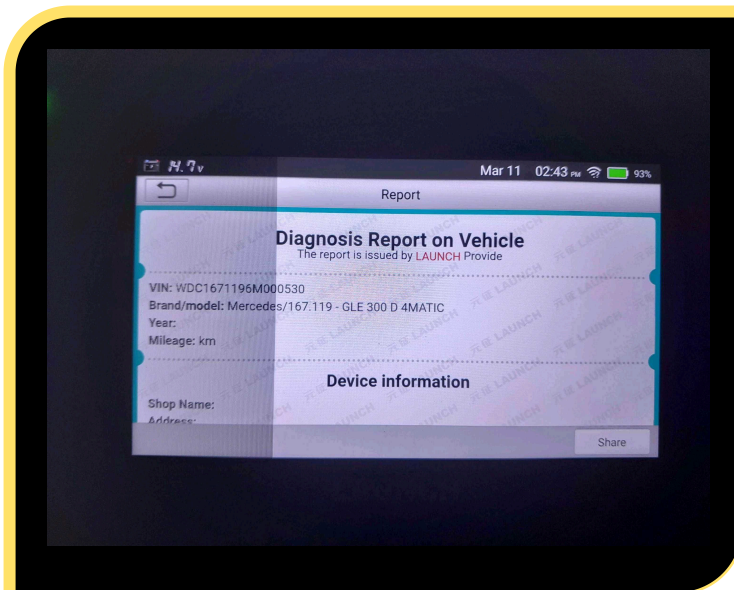 14.7v
Mar 11 02:43 PM 93%
Report
Diagnosis Report on Vehicle
The report is issued by LAUNCH Provide
VIN: WDC1671196M000530
Brand/model: Mercedes/167.119 - GLE 300 D 4MATIC
Year:
Mileage: km
Device information
Shop Name:
Address:
Share